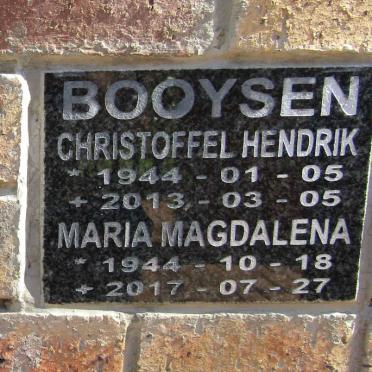 BOOYSEN
CHRISTOFFEL HENDRIK
* 1944 - 01 - 05
+ 2013 - 03 - 05
MARIA MAGDALENA
* 1944 - 10 - 18
+ 2017 - 07 - 27